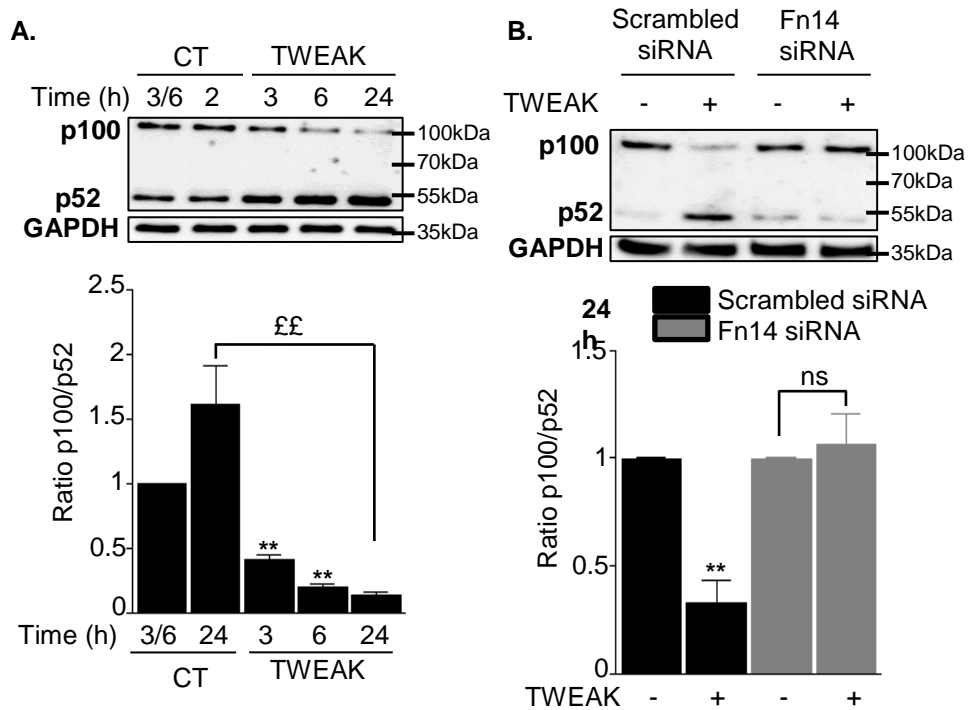 A.
CT TWEAK
Time (h) 3/6 2 3 6 24
p100
100kDa
70kDa
p52
55kDa
GAPDH
35kDa
2.5
2
1.5
1
0.5
0
Ratio p100/p52
££
** **
Time (h) 3/6 24 3 6 24
CT TWEAK
B.
Scrambled Fn14
siRNA siRNA
TWEAK - + - +
p100
100kDa
70kDa
p52
55kDa
GAPDH
35kDa
24
h
Scrambled siRNA
Fn14 siRNA
1.5
1
0.5
0
Ratio p100/p52
ns
**
TWEAK - + - +